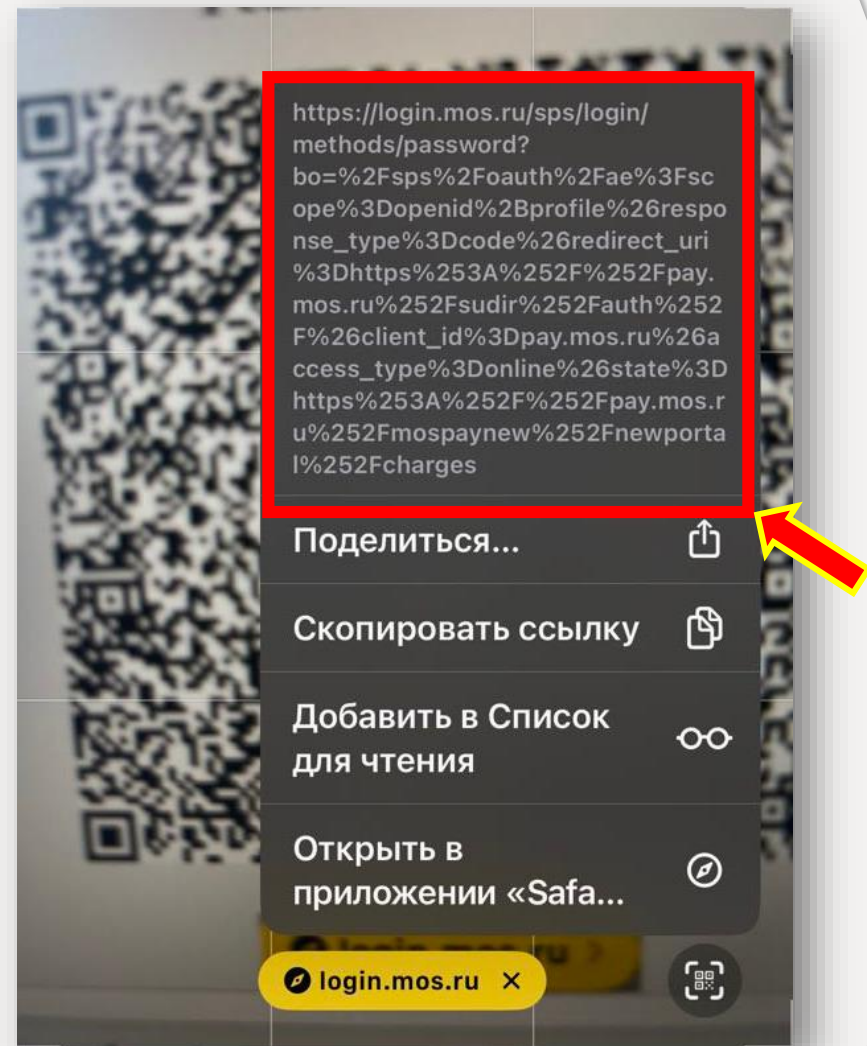 https://login.mos.ru/sps/login/
methods/password?
bo=%2Fsps%2Foauth%2Fae%3Fsc
ope%3Dopenid%2Bprofile%26respo
nse_type%3Dcode%26redirect_uri
%3Dhttps%253A%252F%252Fpay.
mos.ru%252Fsudir%252Fauth%252
F%26client_id%3Dpay.mos.ru%26a
ccess_type%3Donline%26state%3D
https%253A%252F%252Fpay.mos.r
u%252Fmospaynew%252Fnewporta
l%252Fcharges
Поделиться...
Скопировать ссылку
Добавить в Список
для чтения
Открыть в
приложении «Safa...
login.mos.ru